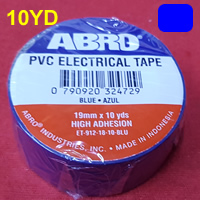 10YD
ABRO
PVC ELECTRICAL TAPE
0 790920 324729
BLUE • AZUL
19mm x 10 yds
HIGH ADHESION
ET-912-10-10-BLU
ABRO® INDUSTRIES, INC. • MADE IN INDONESIA